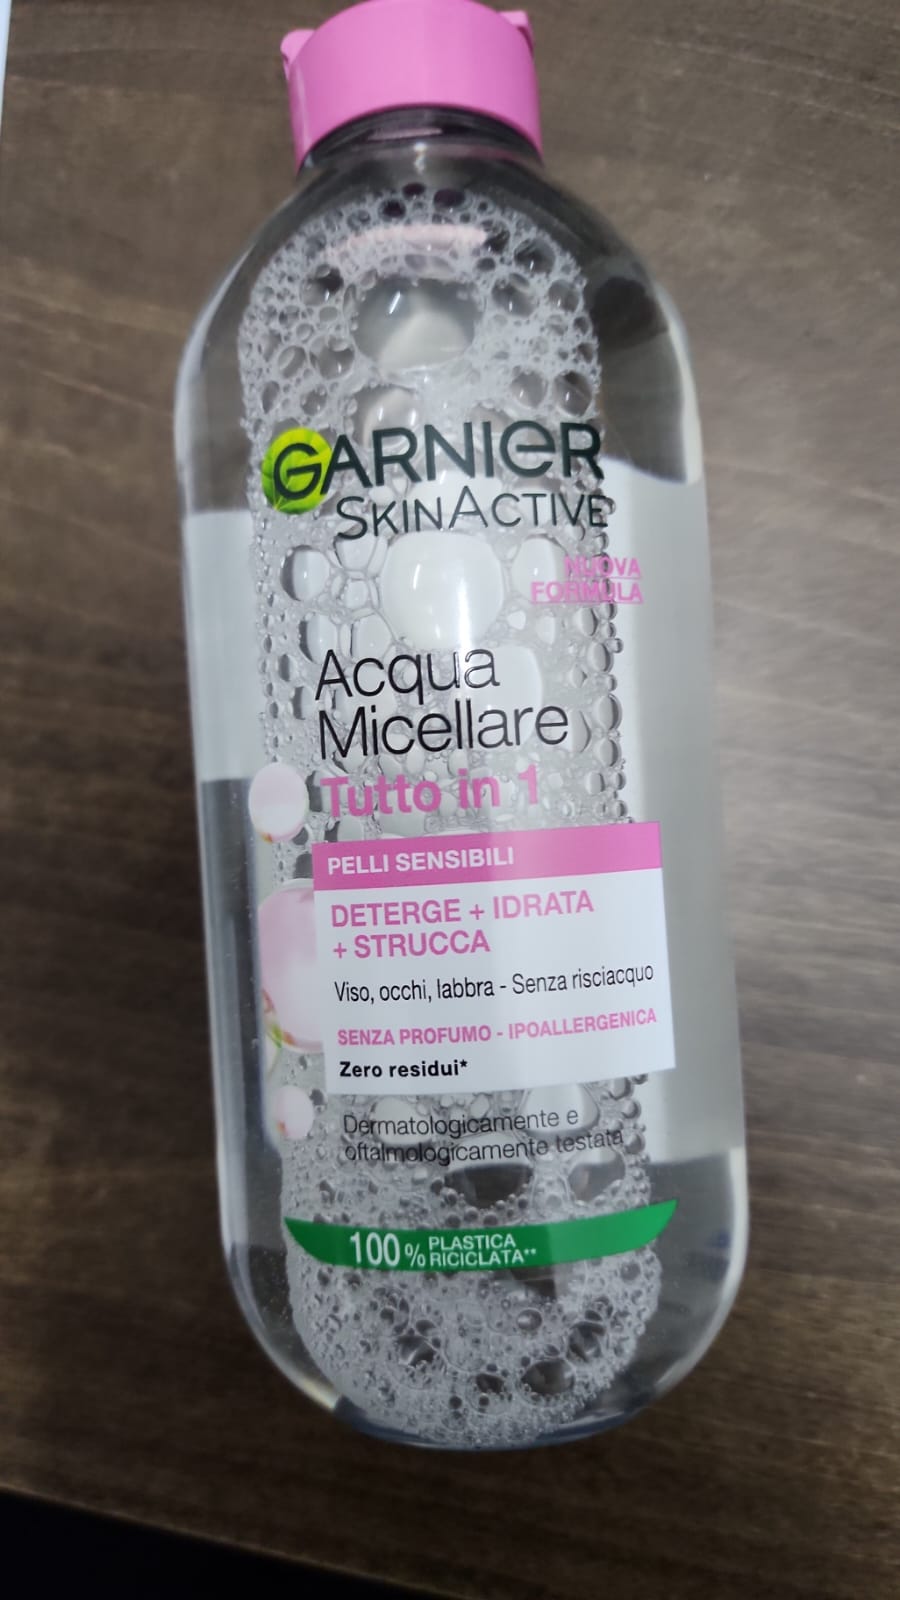 GARNIER
SKINACTIVE
NUOVA
FORMULA
Acqua
Micellare
Tutto in 1
PELLI SENSIBILI
DETERGE + IDRATA
+ STRUCCA
Viso, occhi, labbra - Senza risciacquo
SENZA PROFUMO - IPOALLERGENICA
Zero residui*
Dermatologicamente e
oftalmologicamente testata
100% PLASTICA
RICICLATA**